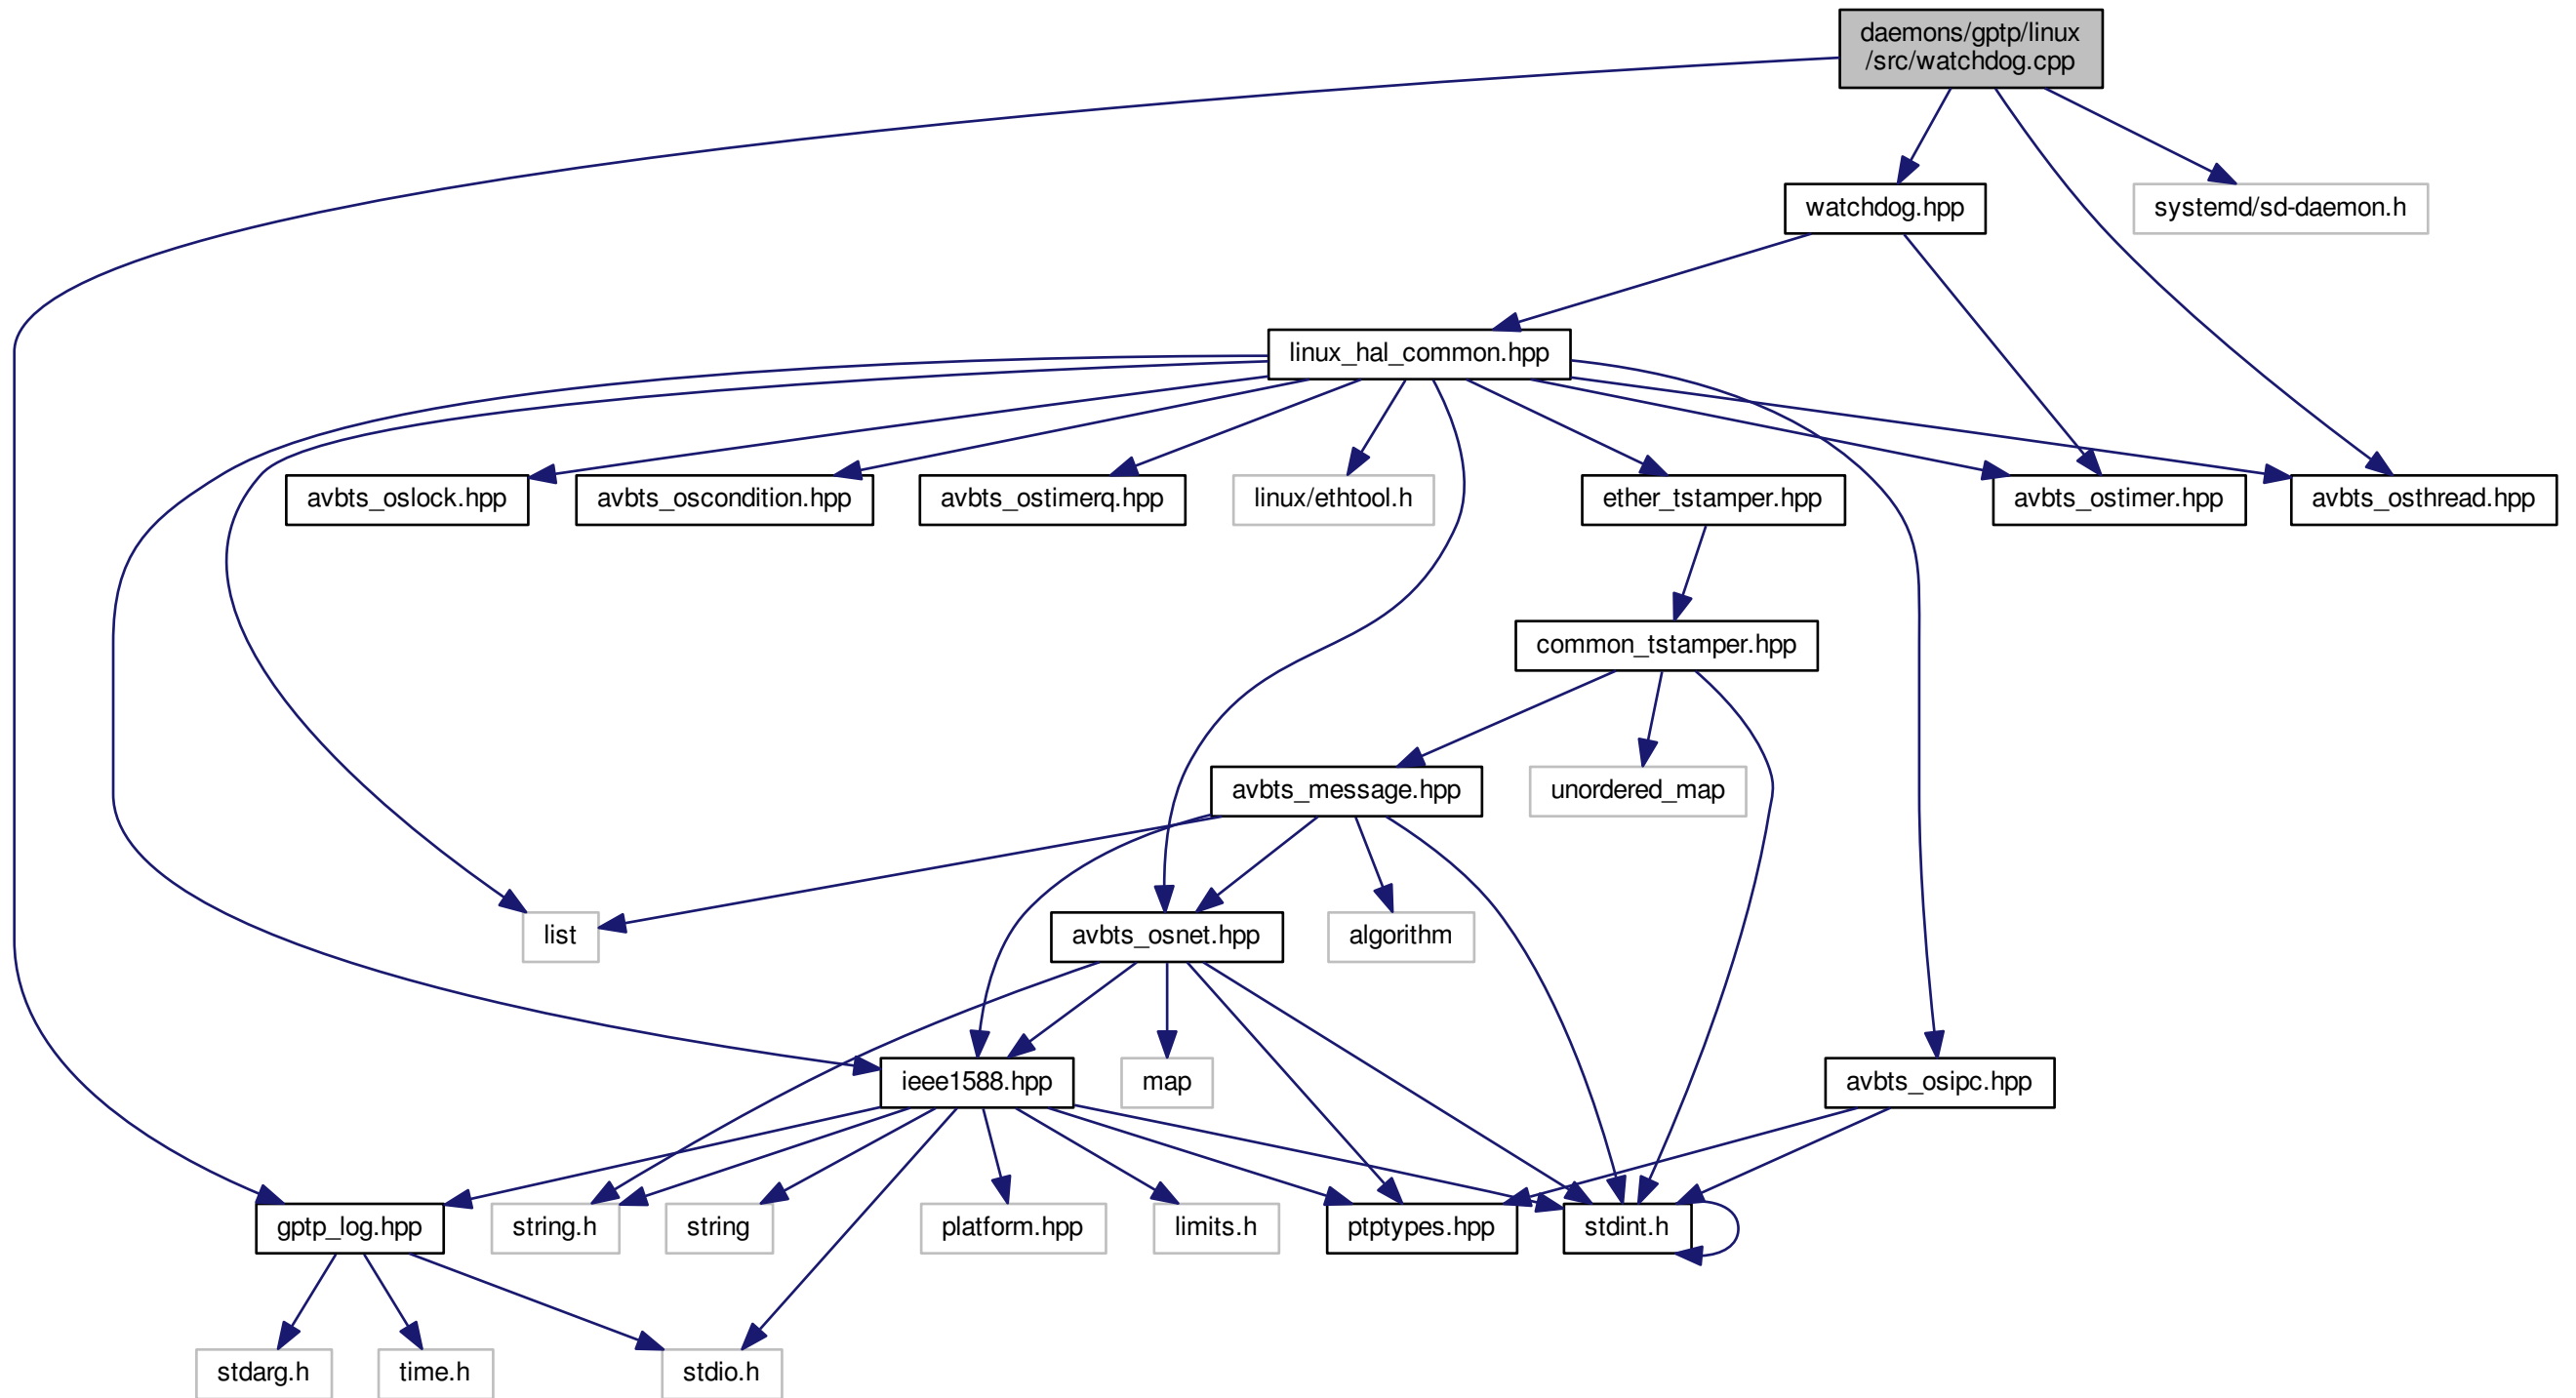 daemons/gptp/linux
/src/watchdog.cpp
watchdog.hpp
systemd/sd-daemon.h
linux_hal_common.hpp
avbts_oslock.hpp
avbts_oscondition.hpp
avbts_ostimerq.hpp
linux/ethtool.h
ether_tstamper.hpp
avbts_ostimer.hpp
avbts_osthread.hpp
common_tstamper.hpp
avbts_message.hpp
unordered_map
list
avbts_osnet.hpp
algorithm
ieee1588.hpp
map
avbts_osipc.hpp
gptp_log.hpp
string.h
string
platform.hpp
limits.h
ptptypes.hpp
stdint.h
stdarg.h
time.h
stdio.h